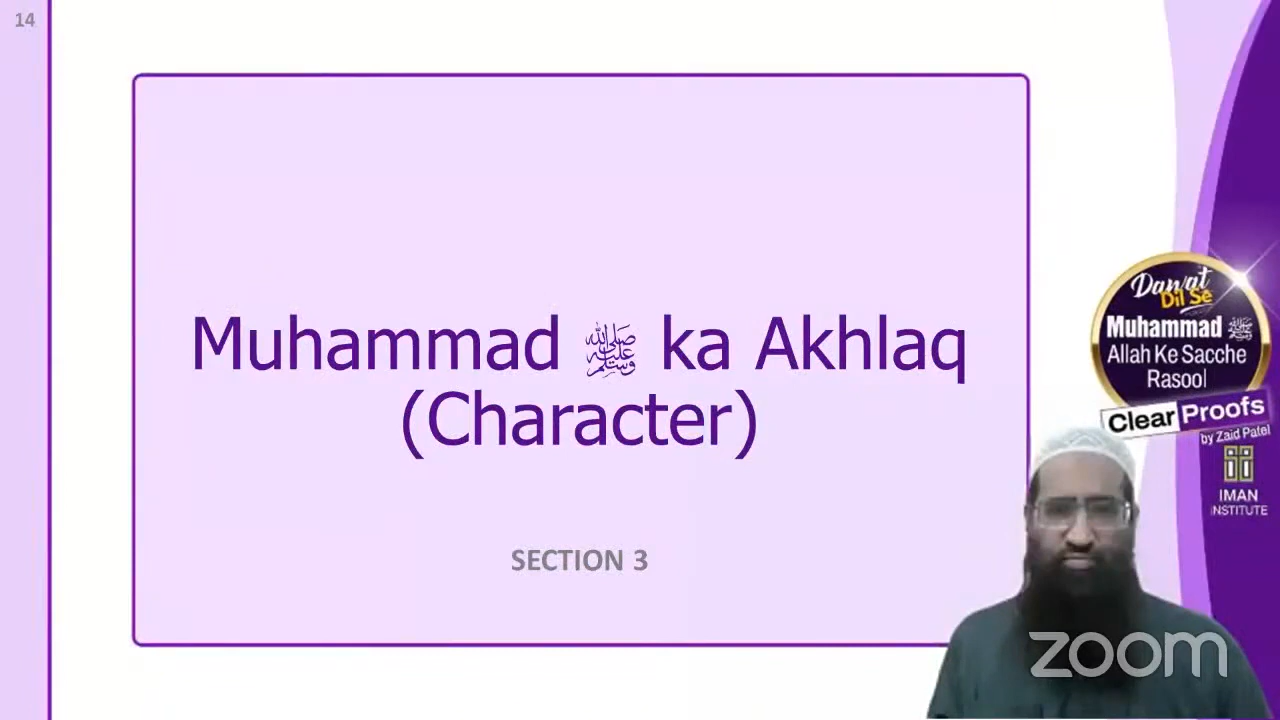 14
Muhammad ﷺ ka Akhlaq
(Character)
SECTION 3
Dawat
Dil Se
Muhammad ﷺ
Allah Ke Sacche
Rasool
Clear Proofs
by Zaid Patel
IMAN
INSTITUTE
zoom